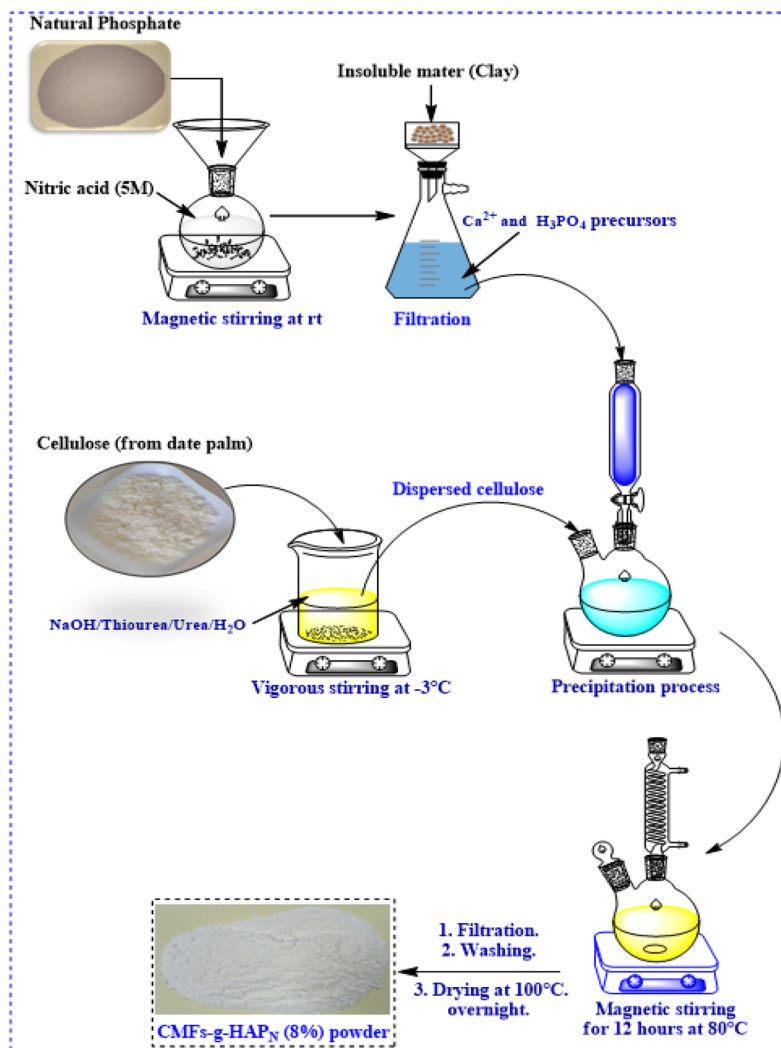 Natural Phosphate
Insoluble mater (Clay)
Nitric acid (5M)
Ca²⁺ and H₃PO₄ precursors
Magnetic stirring at rt
Filtration
Cellulose (from date palm)
Dispersed cellulose
NaOH/Thiourea/Urea/H₂O
Vigorous stirring at -3°C
Precipitation process
1. Filtration.
2. Washing.
3. Drying at 100°C.
overnight.
Magnetic stirring
for 12 hours at 80°C
CMFs-g-HAPN (8%) powder